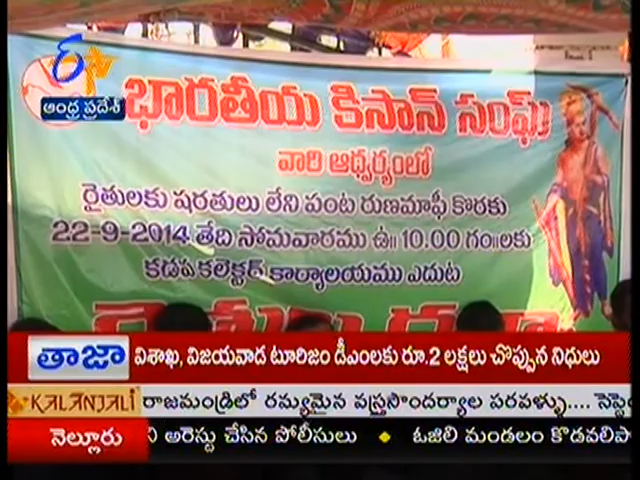 ఆంధ్ర ప్రదేశ్
భారతీయ కిసాన్ సంఘ్
వారి ఆధ్వర్యంలో
రైతులకు షరతులు లేని పంట రుణమాఫీ కొరకు
22-9-2014 తేది సోమవారము ఉ॥ 10.00 గం॥లకు
కడప కలెక్టర్ కార్యాలయము ఎదుట
తాజా విశాఖ, విజయవాడ టూరిజం డీఎంలకు రూ.2 లక్షలు చొప్పున నిధులు
KALANJALI రాజమండ్రిలో రమ్యమైన వస్త్రసౌందర్యాల పరవళ్ళు....
నెల్లూరు ని అరెస్టు చేసిన పోలీసులు ఓజిలి మండలం